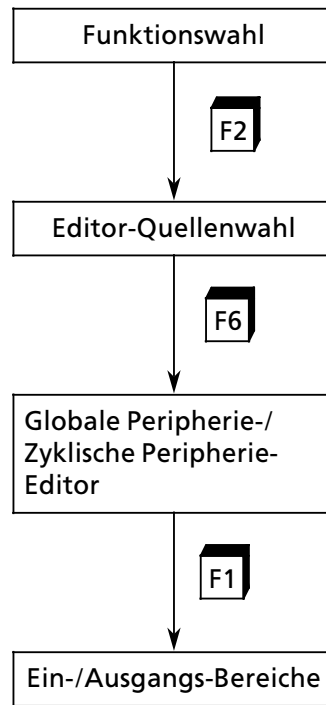 Funktionswahl
F2
Editor-Quellenwahl
F6
Globale Peripherie-/
Zyklische Peripherie-
Editor
F1
Ein-/Ausgangs-Bereiche